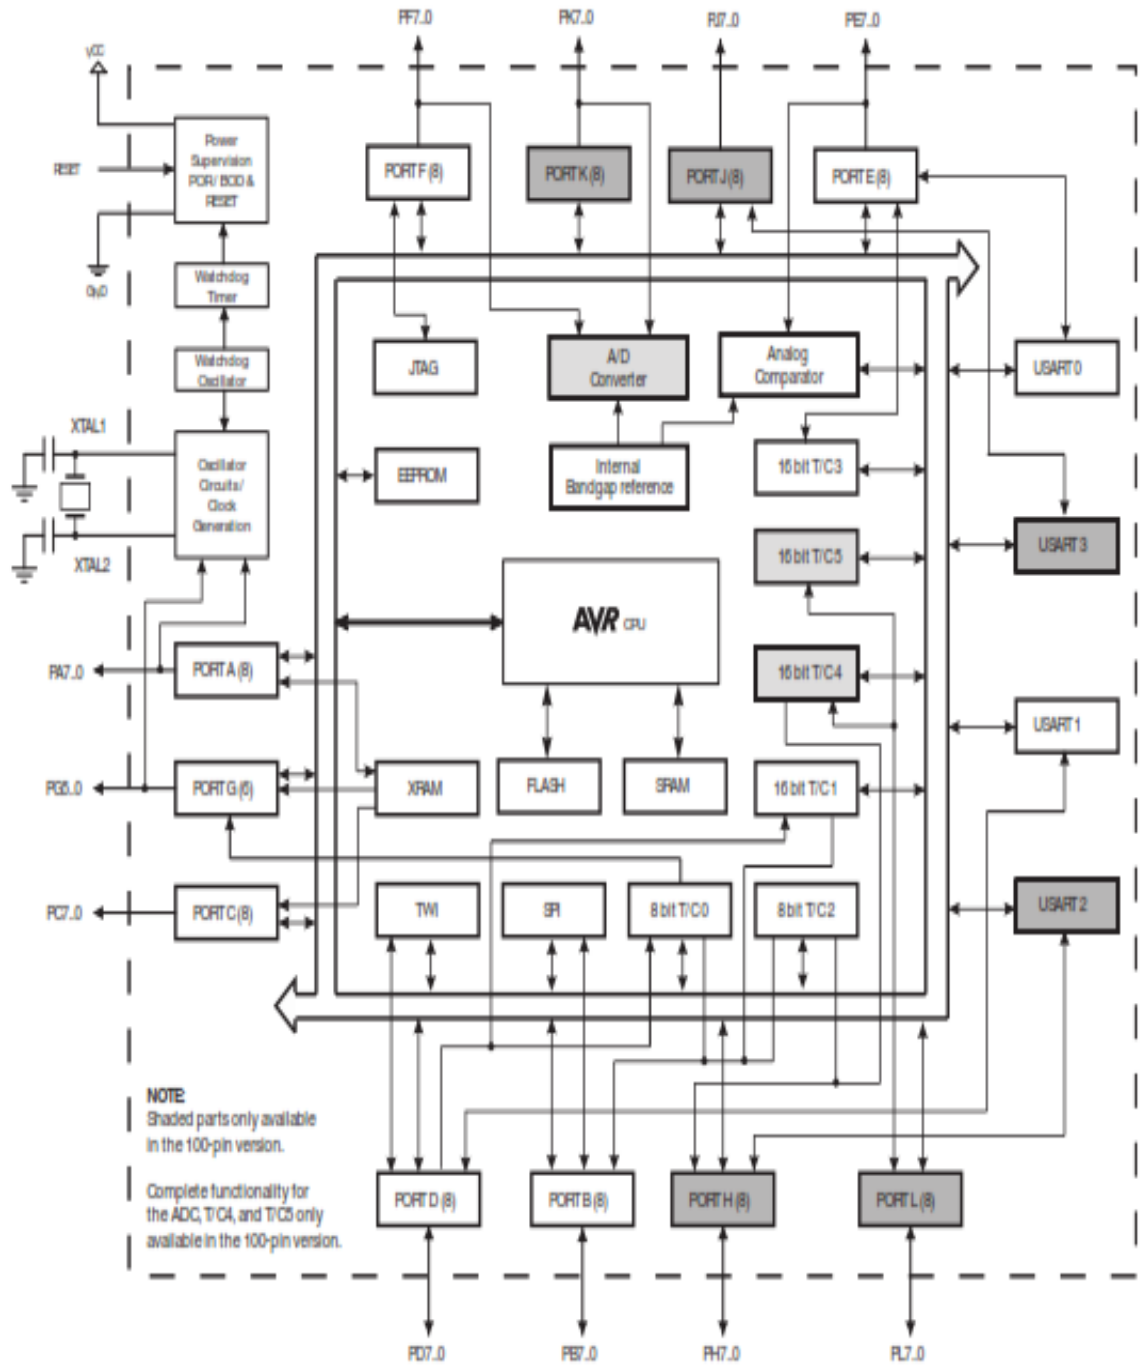 PF7..0
PK7..0
PJ7..0
PE7..0
VCC
RESET
GND
Power
Supervision
POR / BOD &
RESET
Watchdog
Timer
Watchdog
Oscillator
XTAL1
XTAL2
Oscillator
Circuits /
Clock
Generation
PORT F (8)
PORT K (8)
PORT J (8)
PORT E (8)
JTAG
A/D
Converter
Analog
Comparator
USART 0
EEPROM
Internal
Bandgap reference
16 bit T/C 3
16 bit T/C 5
USART 3
AVR CPU
16 bit T/C 4
PA7..0
PORT A (8)
USART 1
PG5..0
PORT G (6)
XRAM
FLASH
SRAM
16 bit T/C 1
PC7..0
PORT C (8)
TWI
SPI
8 bit T/C 0
8 bit T/C 2
USART 2
NOTE:
Shaded parts only available
in the 100-pin version.
Complete functionality for
the ADC, T/C4, and T/C5 only
available in the 100-pin version.
PORT D (8)
PORT B (8)
PORT H (8)
PORT L (8)
PD7..0
PB7..0
PH7..0
PL7..0